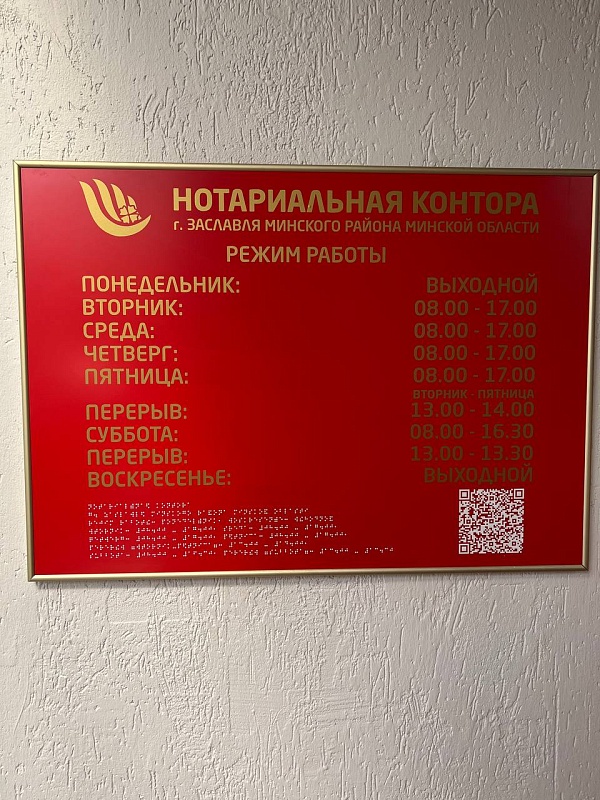 НОТАРИАЛЬНАЯ КОНТОРА
г. ЗАСЛАВЛЯ МИНСКОГО РАЙОНА МИНСКОЙ ОБЛАСТИ
РЕЖИМ РАБОТЫ
ПОНЕДЕЛЬНИК: ВЫХОДНОЙ
ВТОРНИК: 08.00 - 17.00
СРЕДА: 08.00 - 17.00
ЧЕТВЕРГ: 08.00 - 17.00
ПЯТНИЦА: 08.00 - 17.00
ВТОРНИК - ПЯТНИЦА
ПЕРЕРЫВ: 13.00 - 14.00
СУББОТА: 08.00 - 16.30
ПЕРЕРЫВ: 13.00 - 13.30
ВОСКРЕСЕНЬЕ: ВЫХОДНОЙ